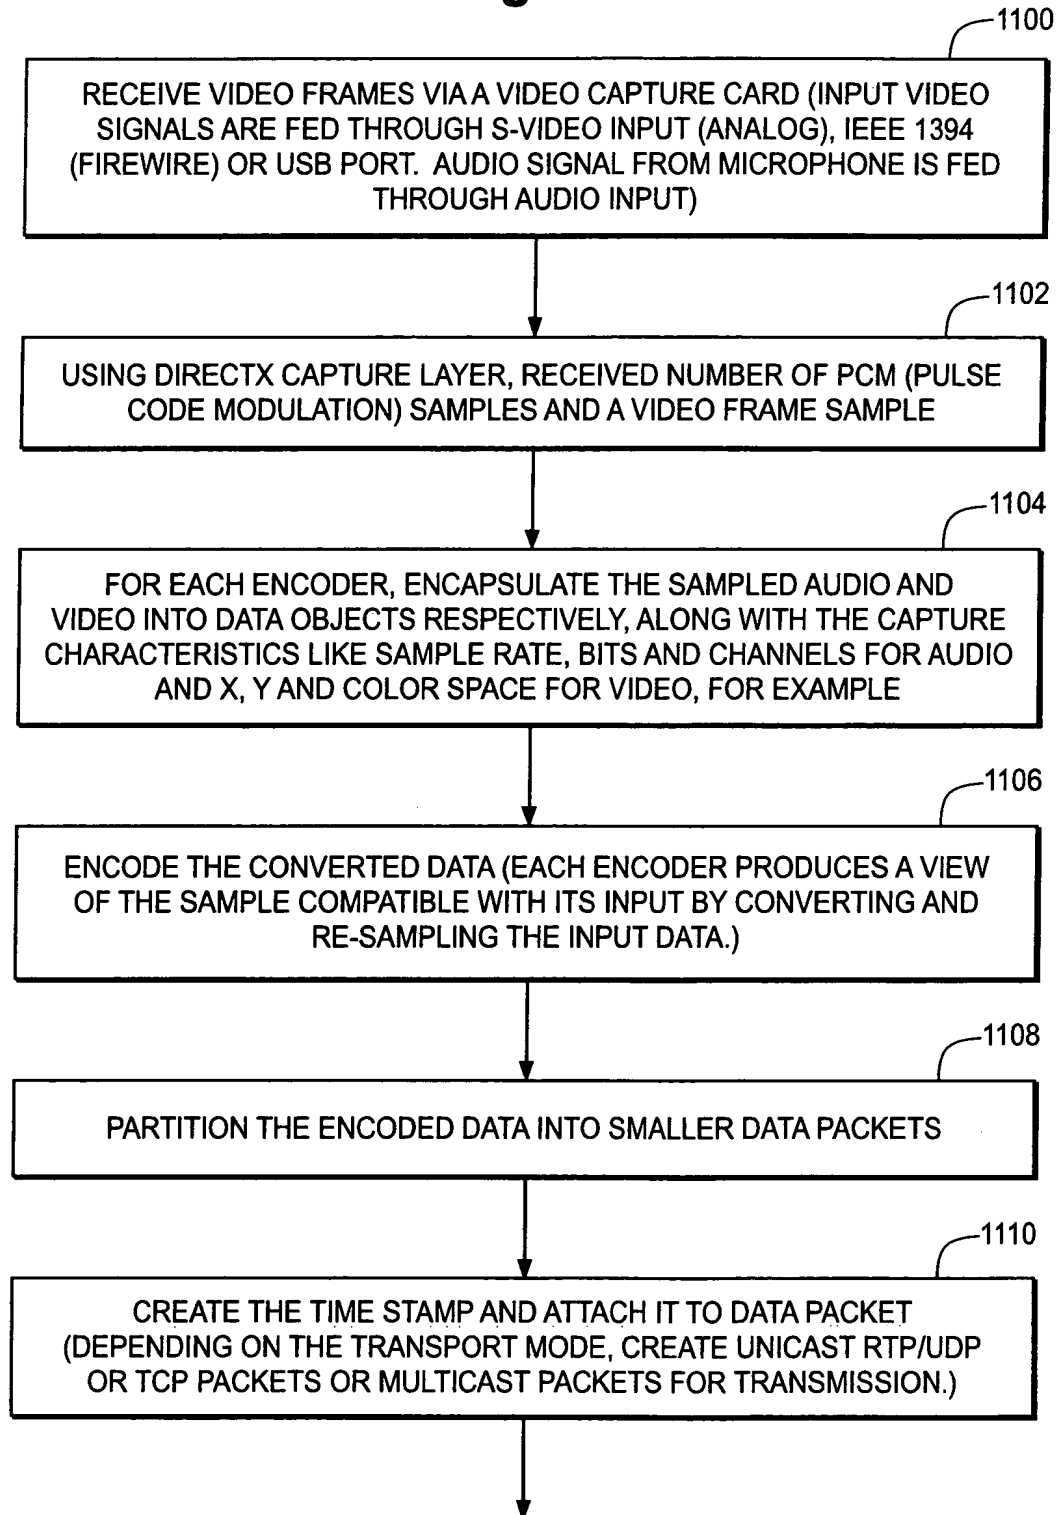 1100
RECEIVE VIDEO FRAMES VIA A VIDEO CAPTURE CARD (INPUT VIDEO
SIGNALS ARE FED THROUGH S-VIDEO INPUT (ANALOG), IEEE 1394
(FIREWIRE) OR USB PORT. AUDIO SIGNAL FROM MICROPHONE IS FED
THROUGH AUDIO INPUT)
1102
USING DIRECTX CAPTURE LAYER, RECEIVED NUMBER OF PCM (PULSE
CODE MODULATION) SAMPLES AND A VIDEO FRAME SAMPLE
1104
FOR EACH ENCODER, ENCAPSULATE THE SAMPLED AUDIO AND
VIDEO INTO DATA OBJECTS RESPECTIVELY, ALONG WITH THE CAPTURE
CHARACTERISTICS LIKE SAMPLE RATE, BITS AND CHANNELS FOR AUDIO
AND X, Y AND COLOR SPACE FOR VIDEO, FOR EXAMPLE
1106
ENCODE THE CONVERTED DATA (EACH ENCODER PRODUCES A VIEW
OF THE SAMPLE COMPATIBLE WITH ITS INPUT BY CONVERTING AND
RE-SAMPLING THE INPUT DATA.)
1108
PARTITION THE ENCODED DATA INTO SMALLER DATA PACKETS
1110
CREATE THE TIME STAMP AND ATTACH IT TO DATA PACKET
(DEPENDING ON THE TRANSPORT MODE, CREATE UNICAST RTP/UDP
OR TCP PACKETS OR MULTICAST PACKETS FOR TRANSMISSION.)